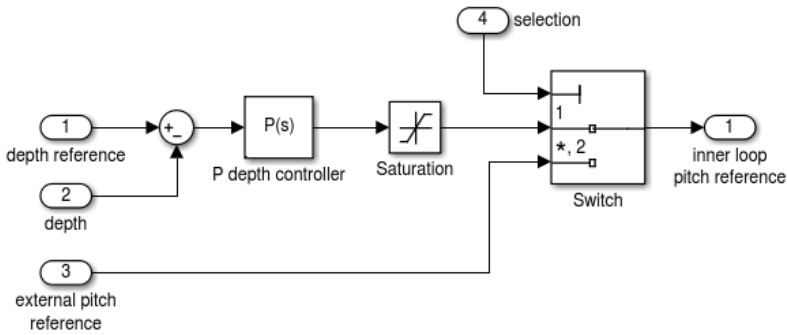 4
selection
1
depth reference
+
−
P(s)
P depth controller
Saturation
1
*, 2
Switch
1
inner loop
pitch reference
2
depth
3
external pitch
reference